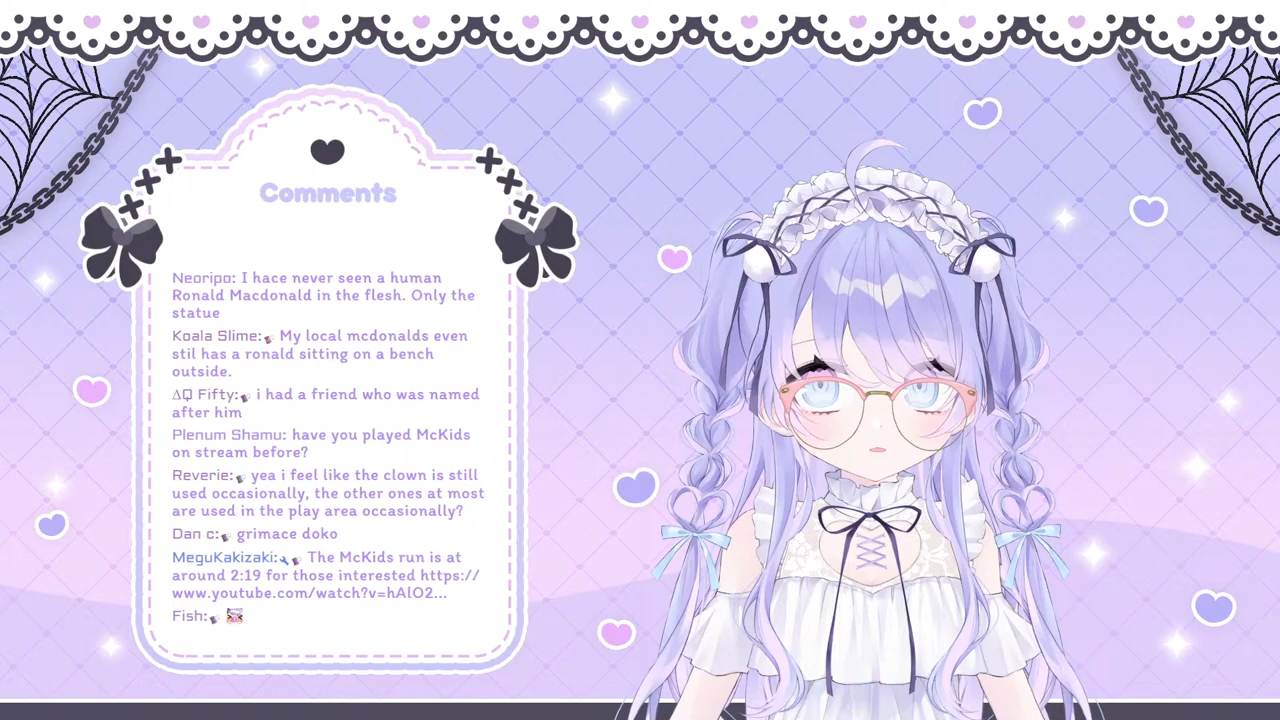 Comments
Neoripo: I hace never seen a human
Ronald Macdonald in the flesh. Only the
statue
Koala Slime: My local mcdonalds even
stil has a ronald sitting on a bench
outside.
ΔQ Fifty: i had a friend who was named
after him
Plenum Shamu: have you played McKids
on stream before?
Reverie: yea i feel like the clown is still
used occasionally, the other ones at most
are used in the play area occasionally?
Dan c: grimace doko
MeguKakizaki: The McKids run is at
around 2:19 for those interested https://
www.youtube.com/watch?v=hAlO2...
Fish: